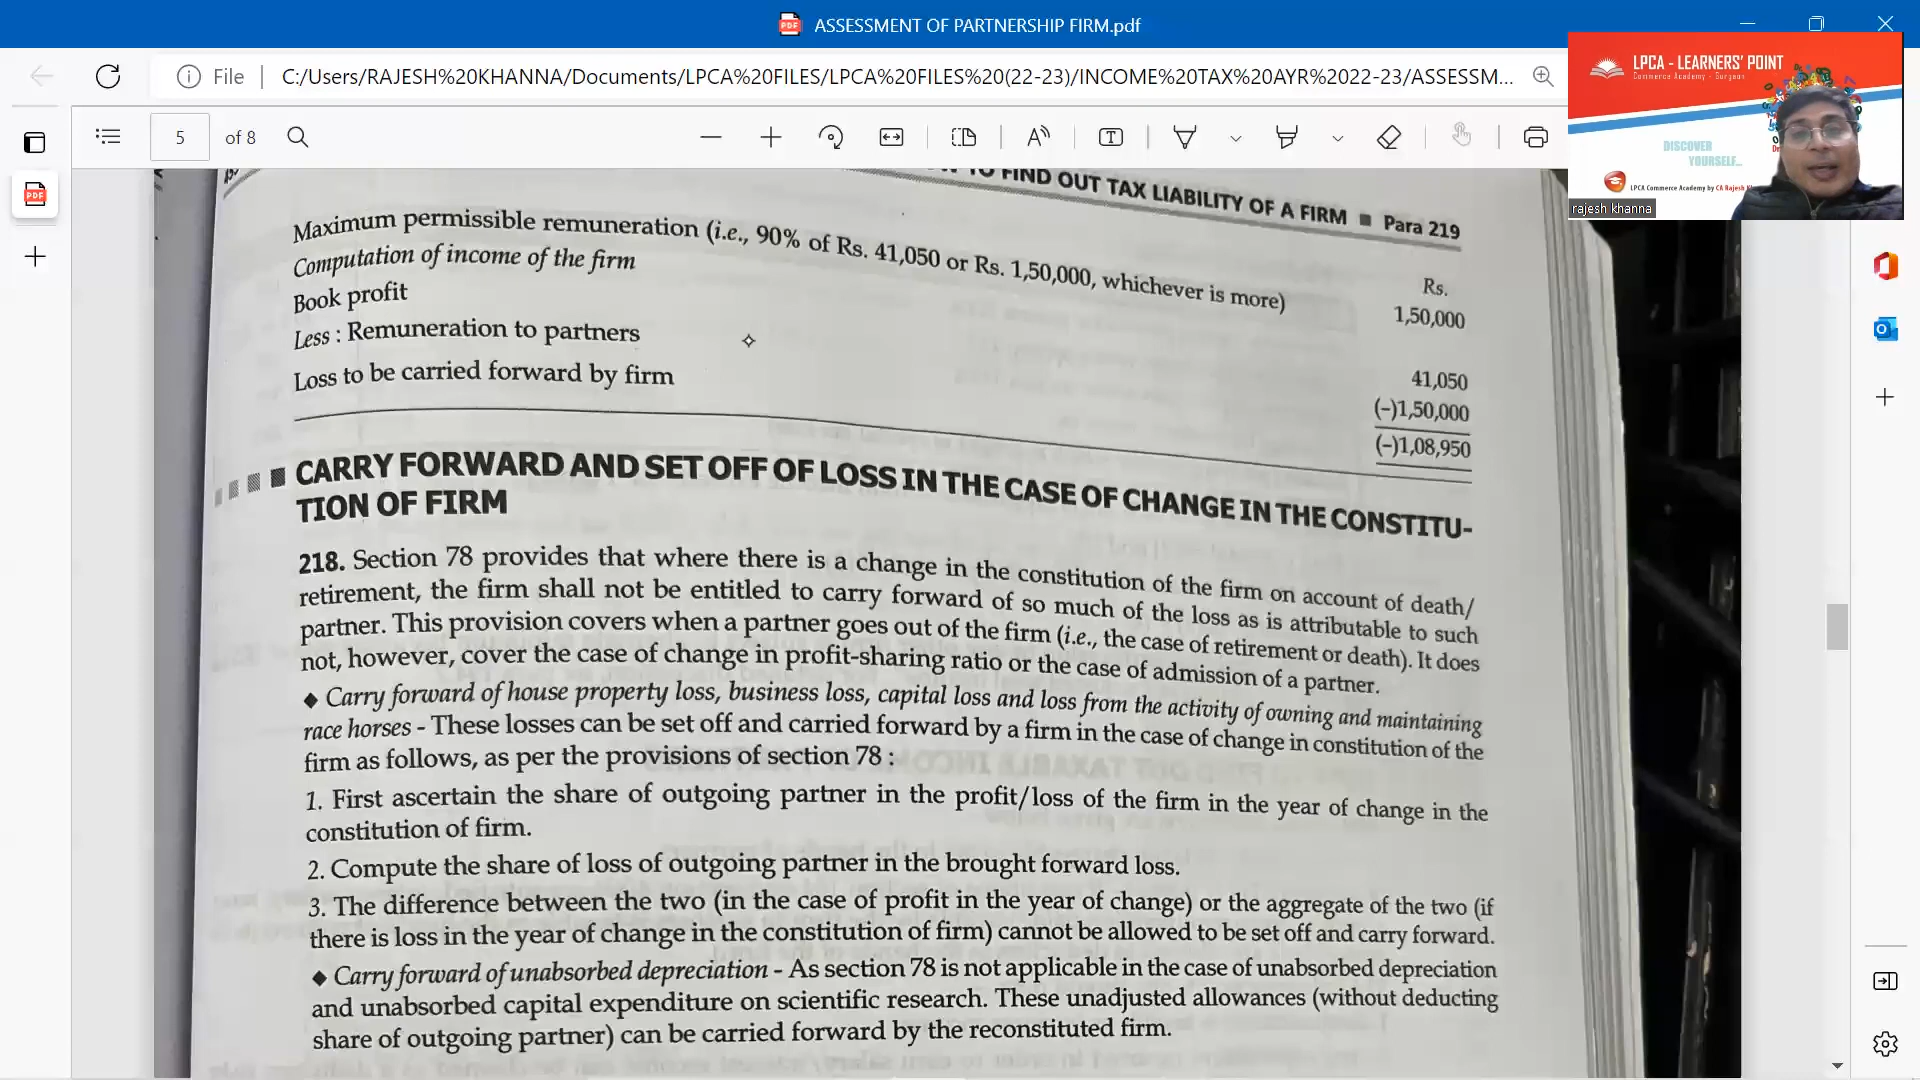 ASSESSMENT OF PARTNERSHIP FIRM.pdf
File
C:/Users/RAJESH%20KHANNA/Documents/LPCA%20FILES/LPCA%20FILES%20(22-23)/INCOME%20TAX%20AYR%2022-23/ASSESSM...
5 of 8
LPCA - LEARNERS' POINT
Commerce Academy - Gurgaon
DISCOVER
YOURSELF...
LPCA Commerce Academy by CA Rajesh
rajesh khanna
TO FIND OUT TAX LIABILITY OF A FIRM ■ Para 219
Rs.
Maximum permissible remuneration (i.e., 90% of Rs. 41,050 or Rs. 1,50,000, whichever is more) 1,50,000
Computation of income of the firm
Book profit 41,050
Less : Remuneration to partners (–)1,50,000
Loss to be carried forward by firm (–)1,08,950
CARRY FORWARD AND SET OFF OF LOSS IN THE CASE OF CHANGE IN THE CONSTITU-
TION OF FIRM
218. Section 78 provides that where there is a change in the constitution of the firm on account of death/
retirement, the firm shall not be entitled to carry forward of so much of the loss as is attributable to such
partner. This provision covers when a partner goes out of the firm (i.e., the case of retirement or death). It does
not, however, cover the case of change in profit-sharing ratio or the case of admission of a partner.
♦ Carry forward of house property loss, business loss, capital loss and loss from the activity of owning and maintaining
race horses - These losses can be set off and carried forward by a firm in the case of change in constitution of the
firm as follows, as per the provisions of section 78 :
1. First ascertain the share of outgoing partner in the profit/loss of the firm in the year of change in the
constitution of firm.
2. Compute the share of loss of outgoing partner in the brought forward loss.
3. The difference between the two (in the case of profit in the year of change) or the aggregate of the two (if
there is loss in the year of change in the constitution of firm) cannot be allowed to be set off and carry forward.
♦ Carry forward of unabsorbed depreciation - As section 78 is not applicable in the case of unabsorbed depreciation
and unabsorbed capital expenditure on scientific research. These unadjusted allowances (without deducting
share of outgoing partner) can be carried forward by the reconstituted firm.